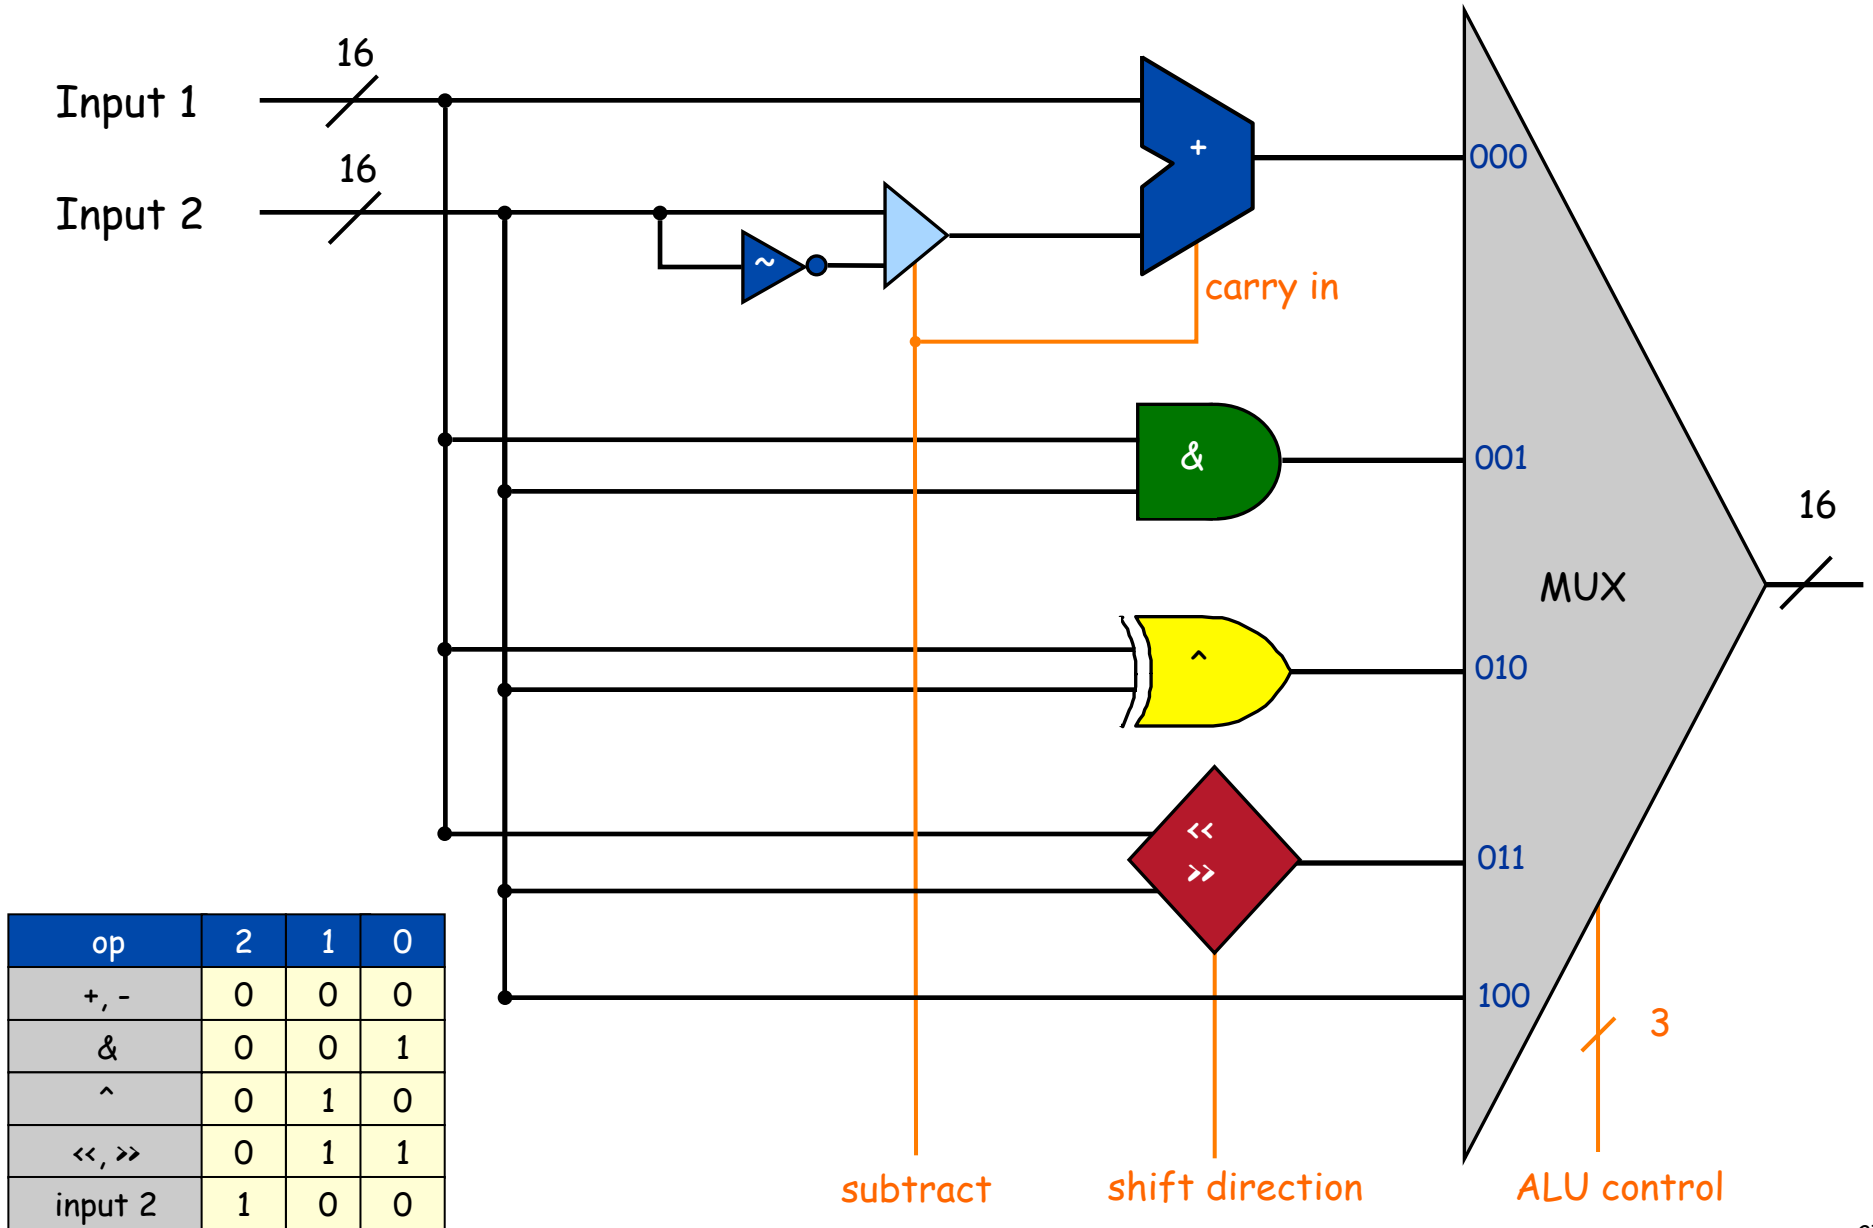 16
Input 1
+
000
16
Input 2
~
carry in
&
001
16
MUX
^
010
<<
>>
011
100
3
op 2 1 0
+, - 0 0 0
& 0 0 1
^ 0 1 0
<<, >> 0 1 1
input 2 1 0 0
subtract
shift direction
ALU control